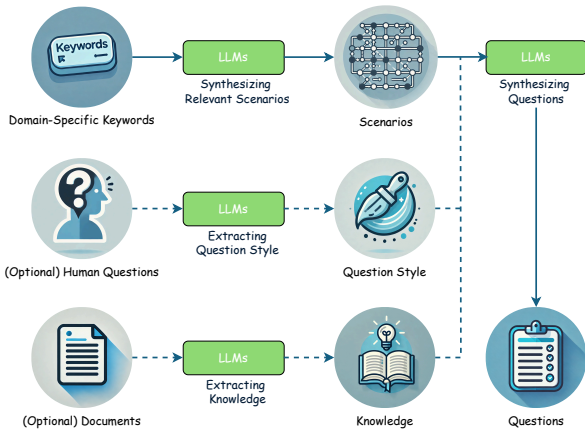 Keywords
LLMs
LLMs
Synthesizing
Relevant Scenarios
Synthesizing
Questions
Domain-Specific Keywords
Scenarios
LLMs
Extracting
Question Style
(Optional) Human Questions
Question Style
LLMs
Extracting
Knowledge
(Optional) Documents
Knowledge
Questions